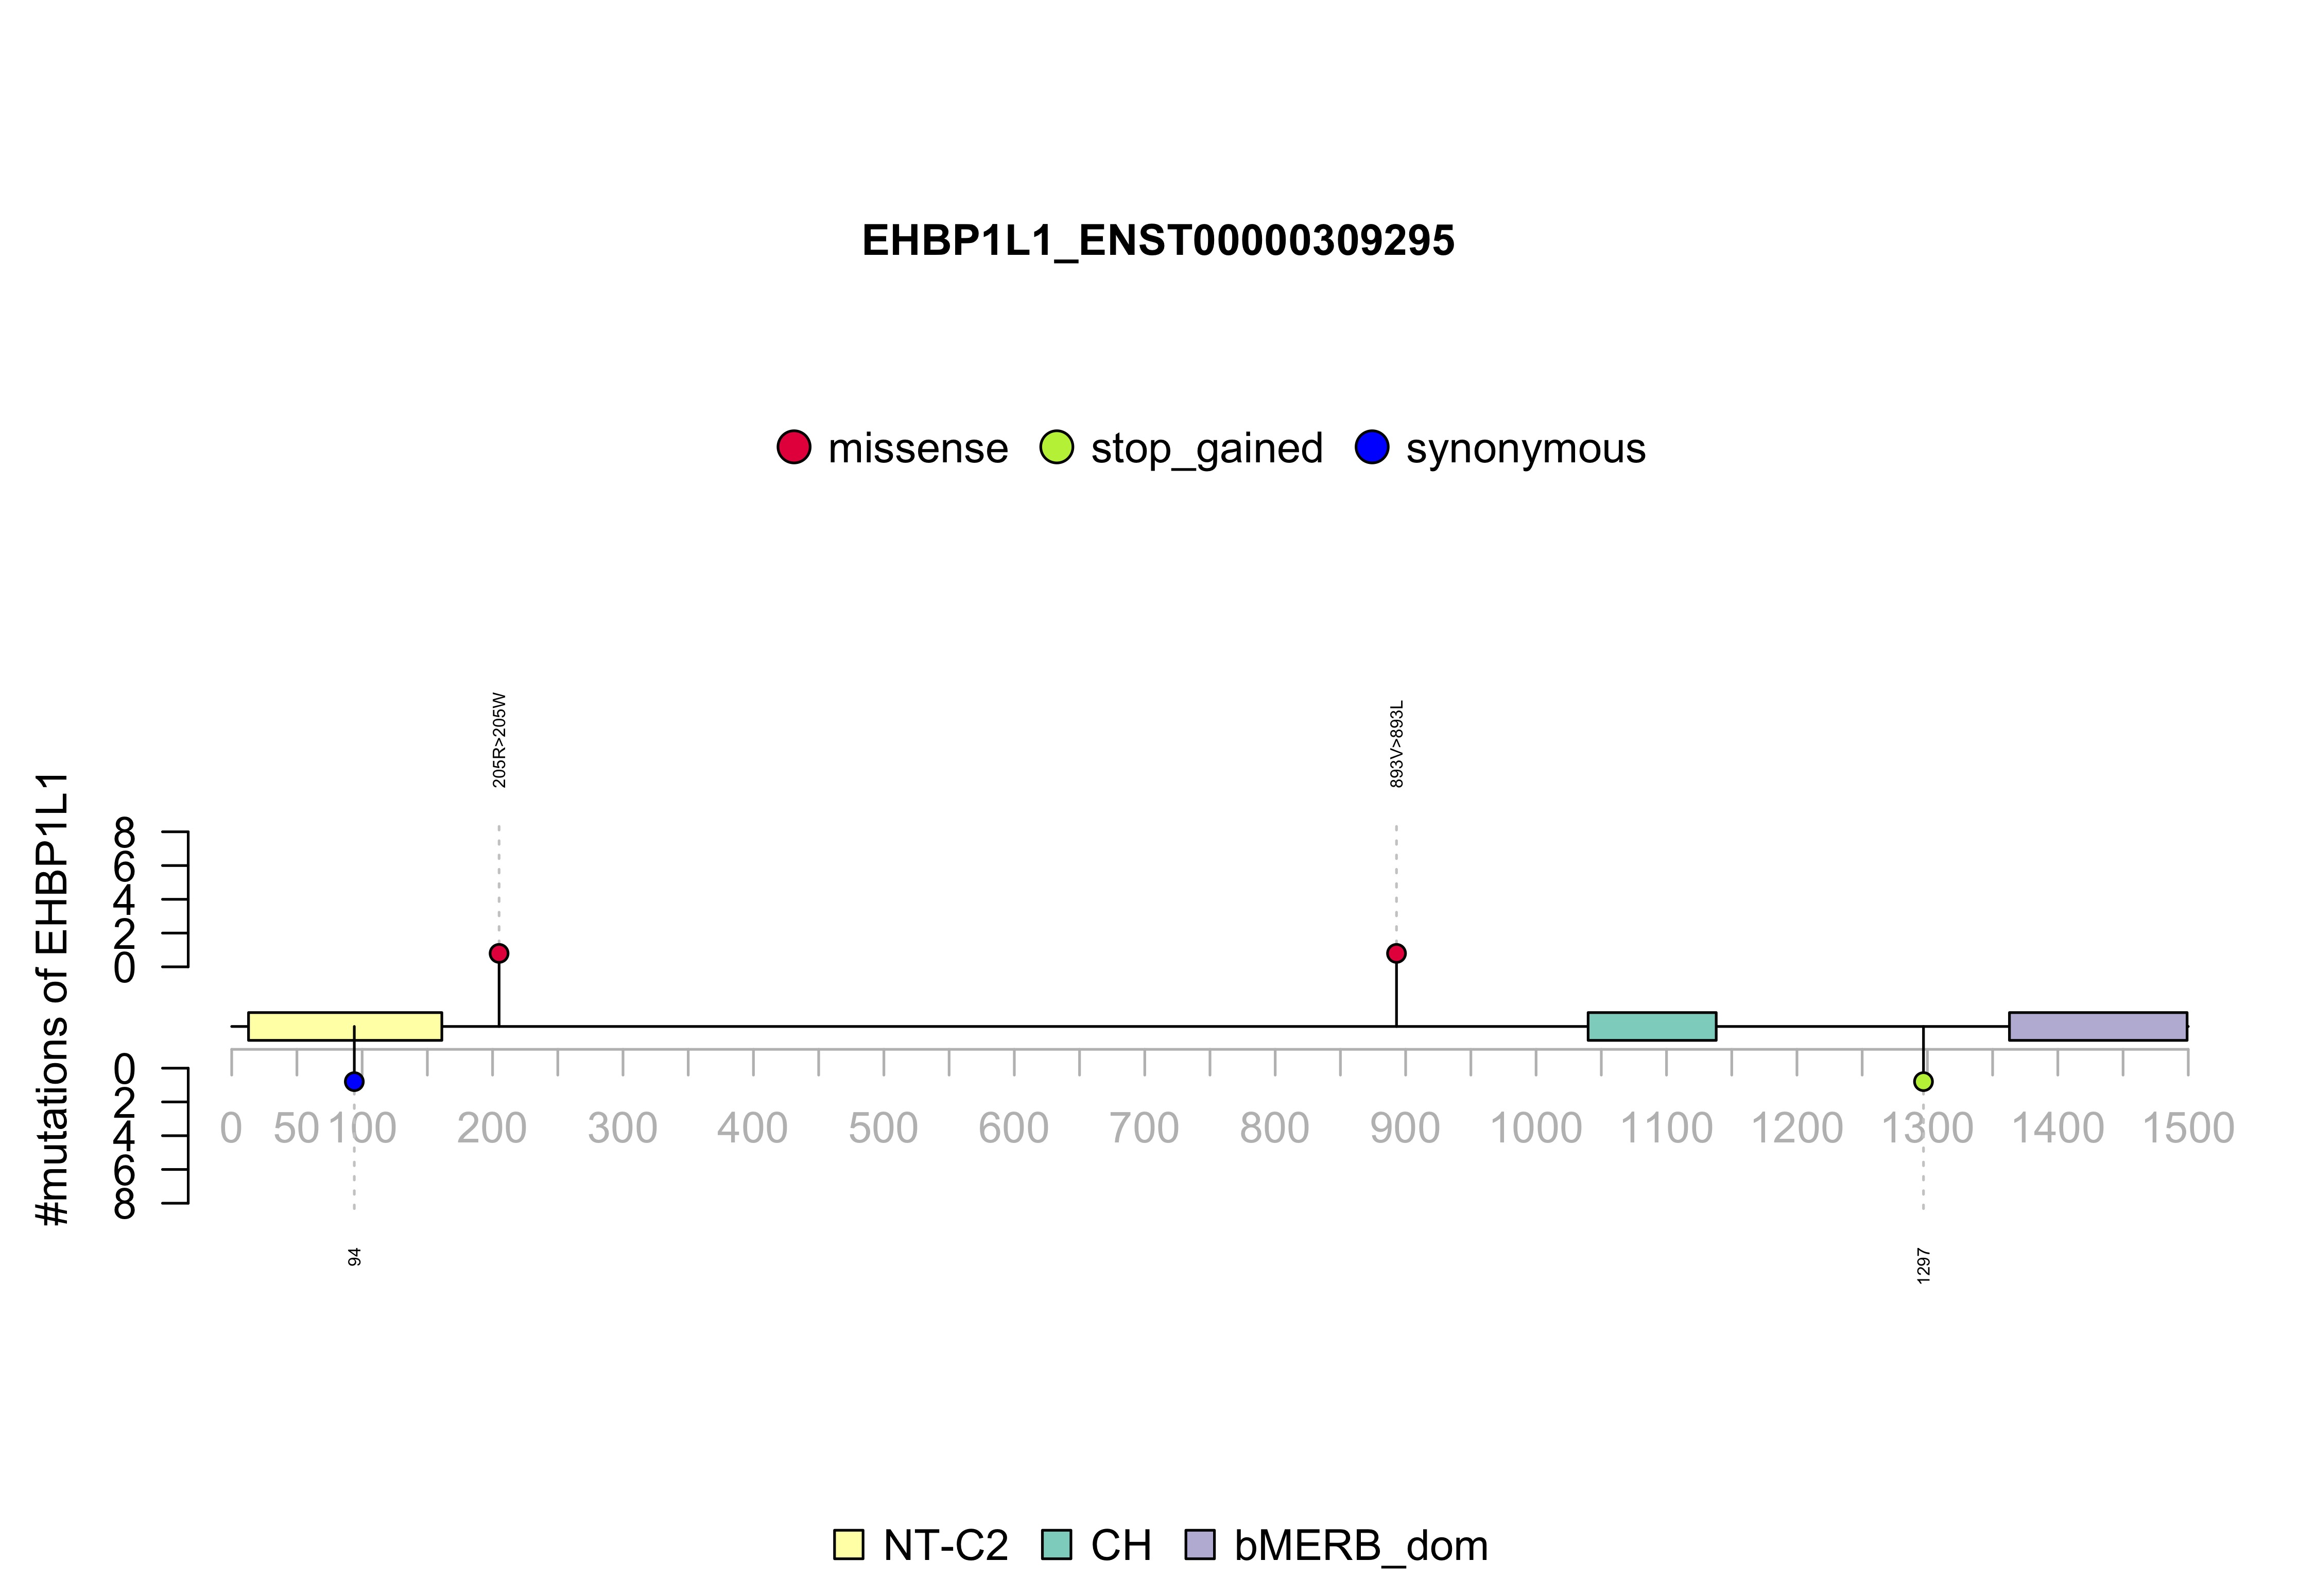 EHBP1L1_ENST00000309295
missense stop_gained synonymous
205R>205W 893V>893L
#mutations of EHBP1L1
8
6
4
2
0
0
2
4
6
8
0 50 100 200 300 400 500 600 700 800 900 1000 1100 1200 1300 1400 1500
94 1297
NT-C2 CH bMERB_dom